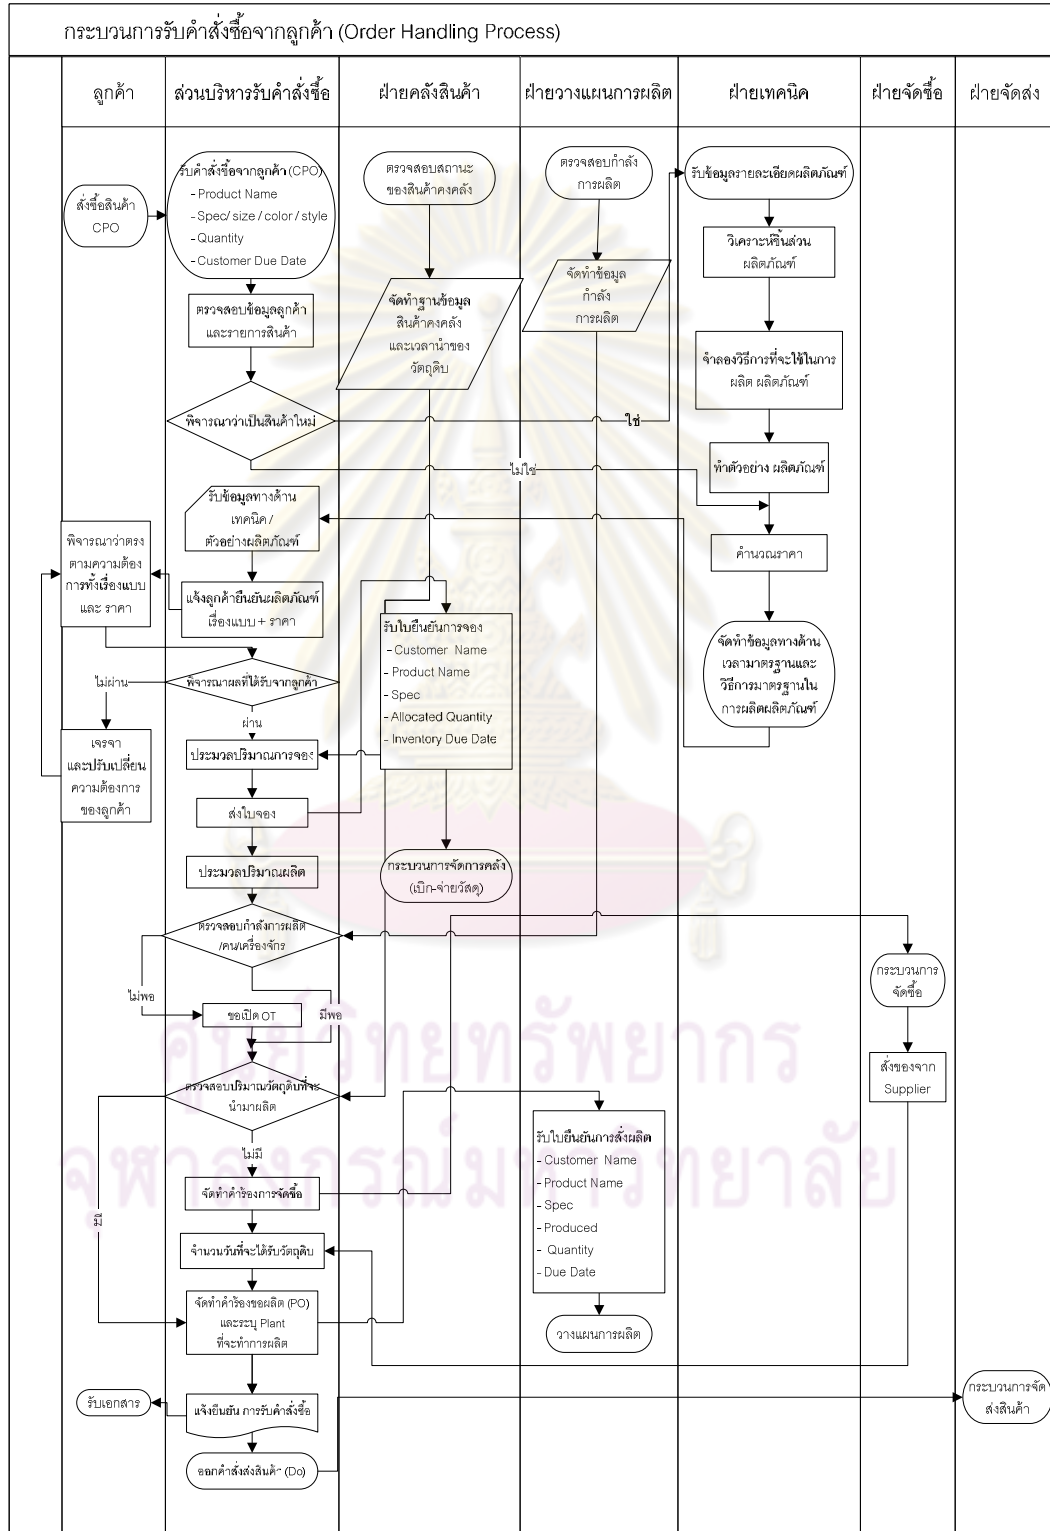 กระบวนการรับคำสั่งซื้อจากลูกค้า (Order Handling Process)
ลูกค้า
ส่วนบริหารรับคำสั่งซื้อ
ฝ่ายคลังสินค้า
ฝ่ายวางแผนการผลิต
ฝ่ายเทคนิค
ฝ่ายจัดซื้อ
ฝ่ายจัดส่ง
สั่งซื้อสินค้า
CPO
รับคำสั่งซื้อจากลูกค้า (CPO)
- Product Name
- Spec/ size / color / style
- Quantity
- Customer Due Date
ตรวจสอบสถานะ
ของสินค้าคงคลัง
ตรวจสอบกำลัง
การผลิต
รับข้อมูลรายละเอียดผลิตภัณฑ์
วิเคราะห์ชิ้นส่วน
ผลิตภัณฑ์
จัดทำข้อมูล
กำลัง
การผลิต
จัดทำฐานข้อมูล
สินค้าคงคลัง
และเวลานำของ
วัตถุดิบ
ตรวจสอบข้อมูลลูกค้า
และรายการสินค้า
จำลองวิธีการที่จะใช้ในการ
ผลิต ผลิตภัณฑ์
พิจารณาว่าเป็นสินค้าใหม่
ใช่
ไม่ใช่
ทำตัวอย่าง ผลิตภัณฑ์
รับข้อมูลทางด้าน
เทคนิค /
ตัวอย่างผลิตภัณฑ์
พิจารณาว่าตรง
ตามความต้อง
การทั้งเรื่องแบบ
และ ราคา
คำนวณราคา
แจ้งลูกค้ายืนยันผลิตภัณฑ์
เรื่องแบบ + ราคา
รับใบยืนยันการจอง
- Customer Name
- Product Name
- Spec
- Allocated Quantity
- Inventory Due Date
จัดทำข้อมูลทางด้าน
เวลามาตรฐานและ
วิธีการมาตรฐานใน
การผลิตผลิตภัณฑ์
พิจารณาผลที่ได้รับจากลูกค้า
ไม่ผ่าน
ผ่าน
เจรจา
และปรับเปลี่ยน
ความต้องการ
ของลูกค้า
ประมวลปริมาณการจอง
ส่งใบจอง
ประมวลปริมาณผลิต
กระบวนการจัดการคลัง
(เบิก-จ่ายวัสดุ)
ตรวจสอบกำลังการผลิต
/คน/เครื่องจักร
ไม่พอ
มีพอ
ขอเปิด OT
กระบวนการ
จัดซื้อ
สั่งของจาก
Supplier
ศูนย์วิทยทรัพยากร
จุฬาลงกรณ์มหาวิทยาลัย
ตรวจสอบปริมาณวัตถุดิบที่จะ
นำมาผลิต
ไม่มี
มี
รับใบยืนยันการสั่งผลิต
- Customer Name
- Product Name
- Spec
- Produced
- Quantity
- Due Date
จัดทำคำร้องการจัดซื้อ
จำนวนวันที่จะได้รับวัตถุดิบ
จัดทำคำร้องขอผลิต (PO)
และระบุ Plant
ที่จะทำการผลิต
วางแผนการผลิต
รับเอกสาร
แจ้งยืนยัน การรับคำสั่งซื้อ
กระบวนการจัด
ส่งสินค้า
ออกคำสั่งส่งสินค้า (Do)